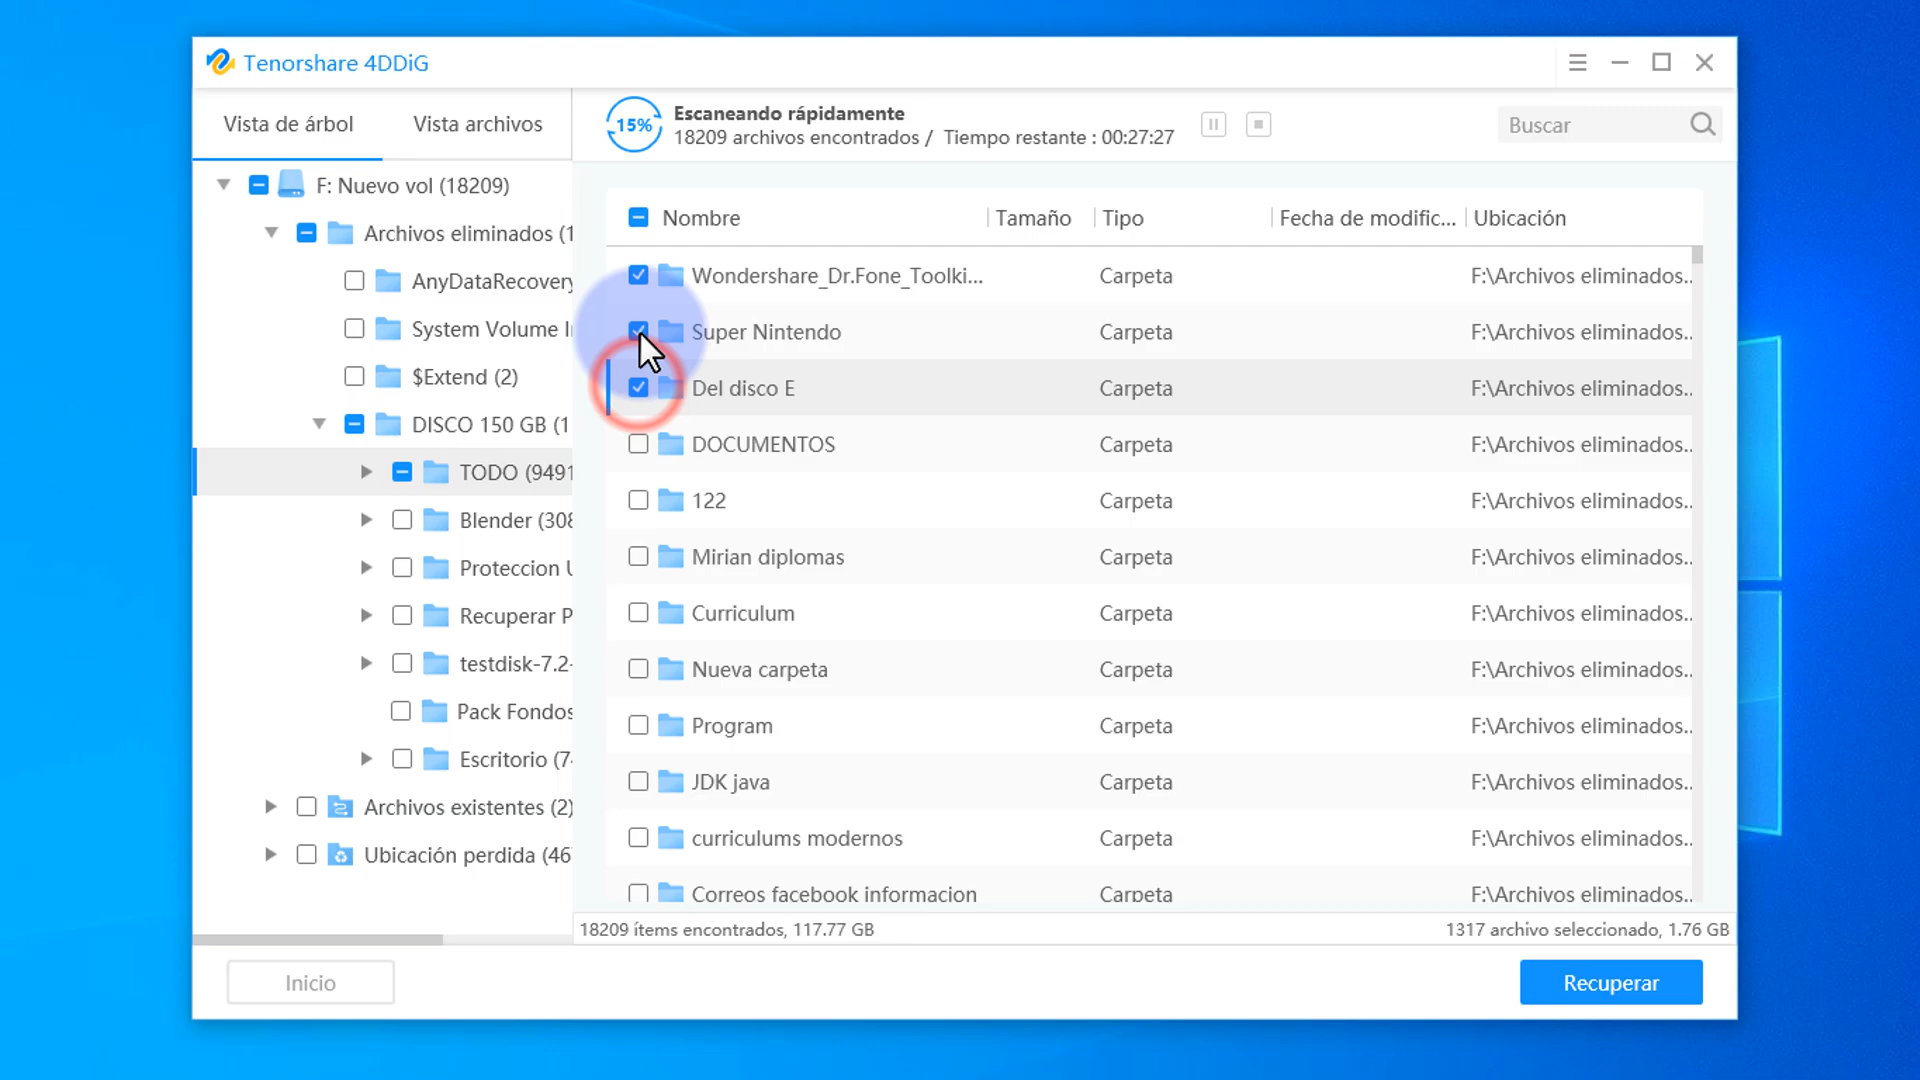 Tenorshare 4DDiG
Vista de árbol
Vista archivos
15%
Escaneando rápidamente
18209 archivos encontrados / Tiempo restante : 00:27:27
Buscar
F: Nuevo vol (18209)
Archivos eliminados (1
AnyDataRecovery
System Volume I
$Extend (2)
DISCO 150 GB (1
TODO (9491
Blender (308
Proteccion U
Recuperar P
testdisk-7.2-
Pack Fondos
Escritorio (74
Archivos existentes (2)
Ubicación perdida (46
Nombre Tamaño Tipo Fecha de modific... Ubicación
Wondershare_Dr.Fone_Toolki... Carpeta F:\Archivos eliminados..
Super Nintendo Carpeta F:\Archivos eliminados..
Del disco E Carpeta F:\Archivos eliminados..
DOCUMENTOS Carpeta F:\Archivos eliminados..
122 Carpeta F:\Archivos eliminados..
Mirian diplomas Carpeta F:\Archivos eliminados..
Curriculum Carpeta F:\Archivos eliminados..
Nueva carpeta Carpeta F:\Archivos eliminados..
Program Carpeta F:\Archivos eliminados..
JDK java Carpeta F:\Archivos eliminados..
curriculums modernos Carpeta F:\Archivos eliminados..
Correos facebook informacion Carpeta F:\Archivos eliminados..
18209 ítems encontrados, 117.77 GB
1317 archivo seleccionado, 1.76 GB
Inicio
Recuperar